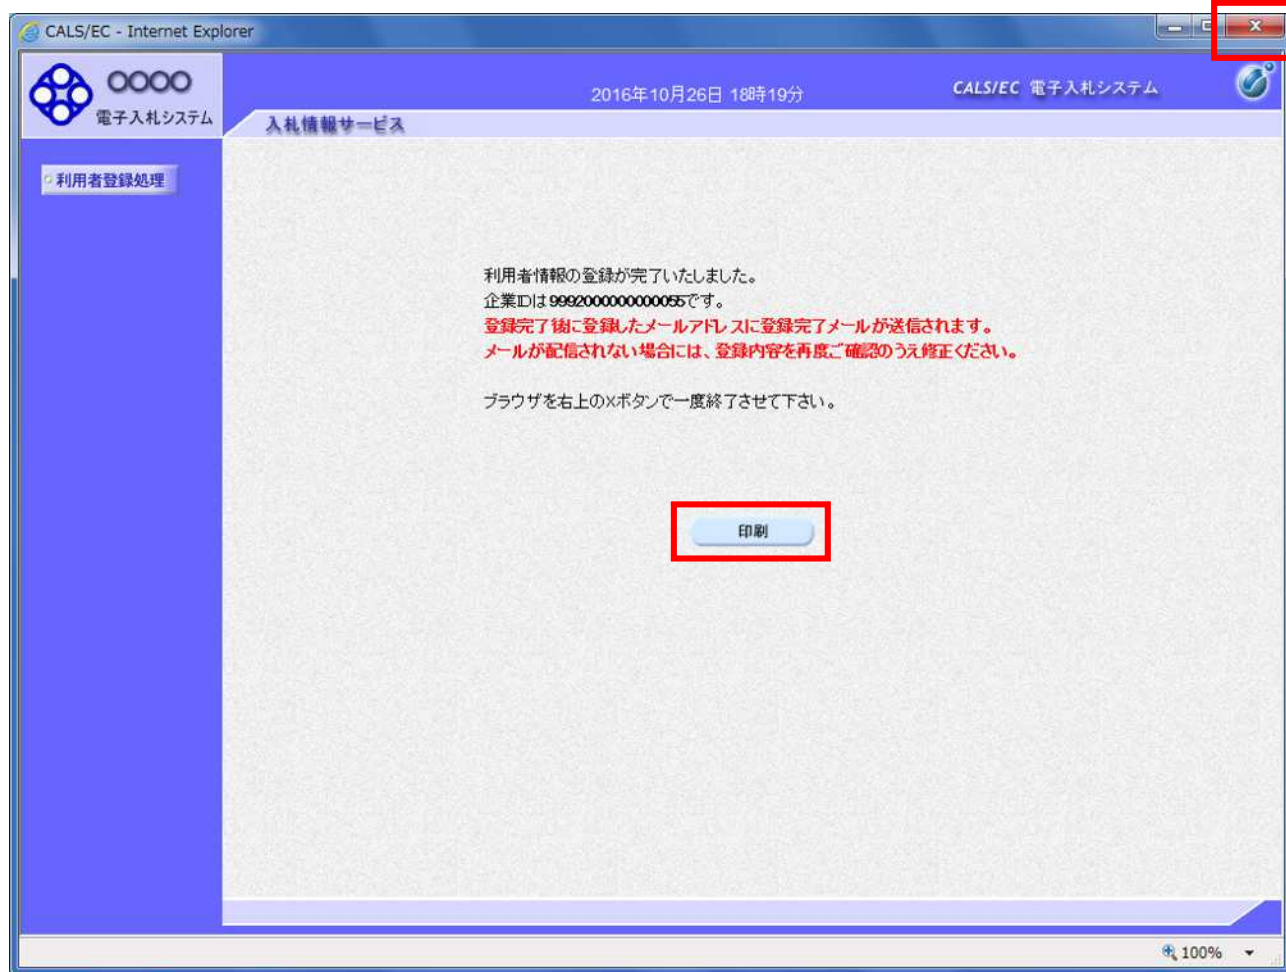 CALS/EC - Internet Explorer
〇〇〇〇
電子入札システム
2016年10月26日 18時19分
CALS/EC 電子入札システム
入札情報サービス
利用者登録処理
利用者情報の登録が完了いたしました。
企業IDは9992000000000055です。
登録完了後に登録したメールアドレスに登録完了メールが送信されます。
メールが配信されない場合には、登録内容を再度ご確認のうえ修正ください。
ブラウザを右上の×ボタンで一度終了させて下さい。
印刷
100%